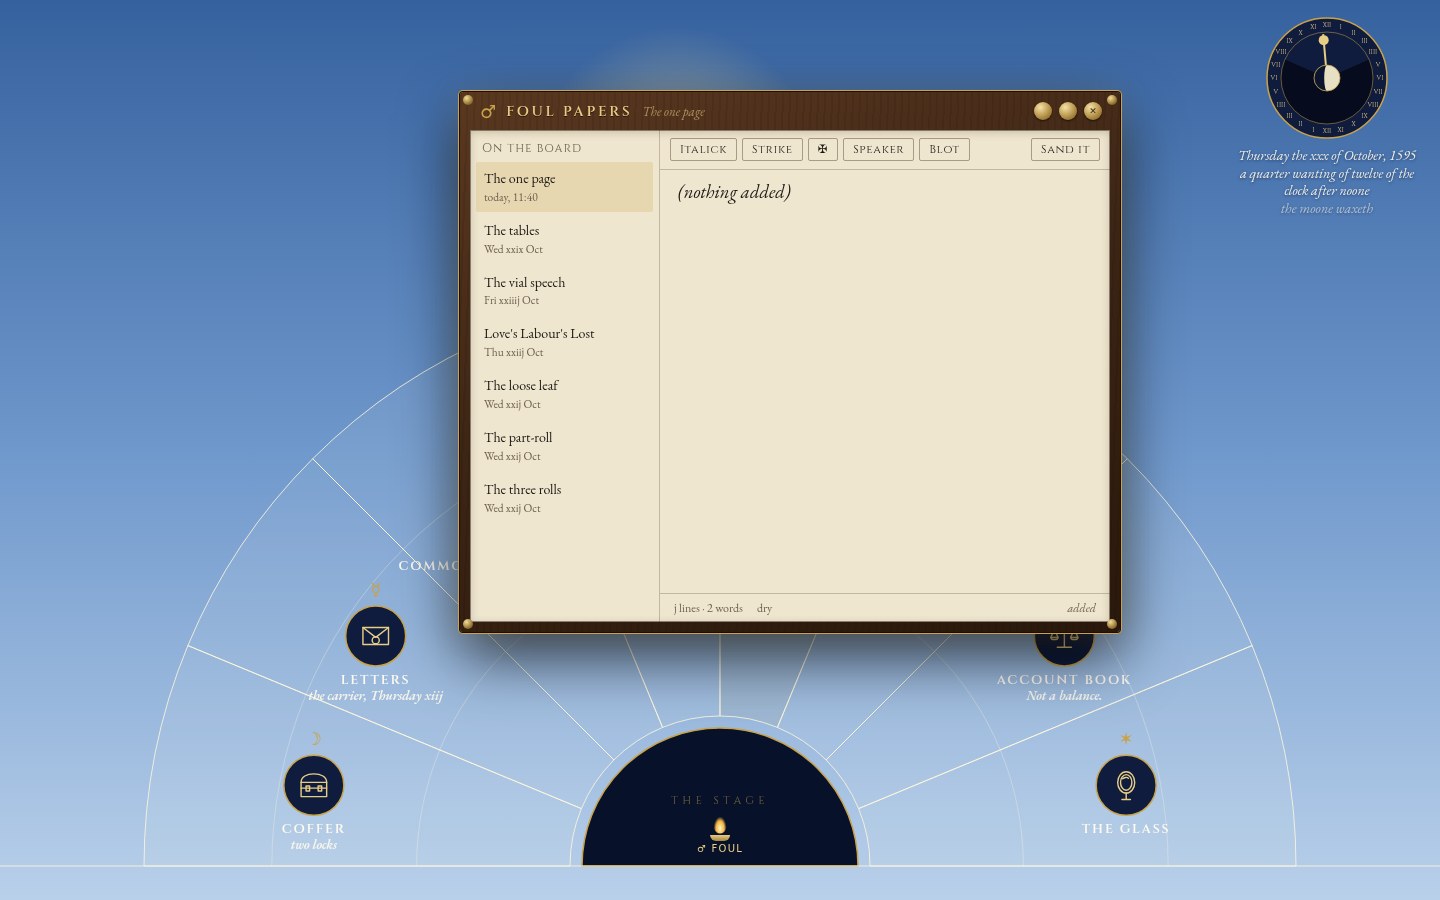 FOUL PAPERS The one page
ON THE BOARD
The one page
today, 11:40
The tables
Wed xxix Oct
The vial speech
Fri xxiiij Oct
Love's Labour's Lost
Thu xxiij Oct
The loose leaf
Wed xxij Oct
The part-roll
Wed xxij Oct
The three rolls
Wed xxij Oct
ITALICK STRIKE ✠ SPEAKER BLOT SAND IT
(nothing added)
j lines · 2 words dry added
Thursday the xxx of October, 1595
a quarter wanting of twelve of the
clock after noone
the moone waxeth
COMMO
LETTERS
the carrier, Thursday xiij
COFFER
two locks
ACCOUNT BOOK
Not a balance.
THE GLASS
THE STAGE
♂ FOUL